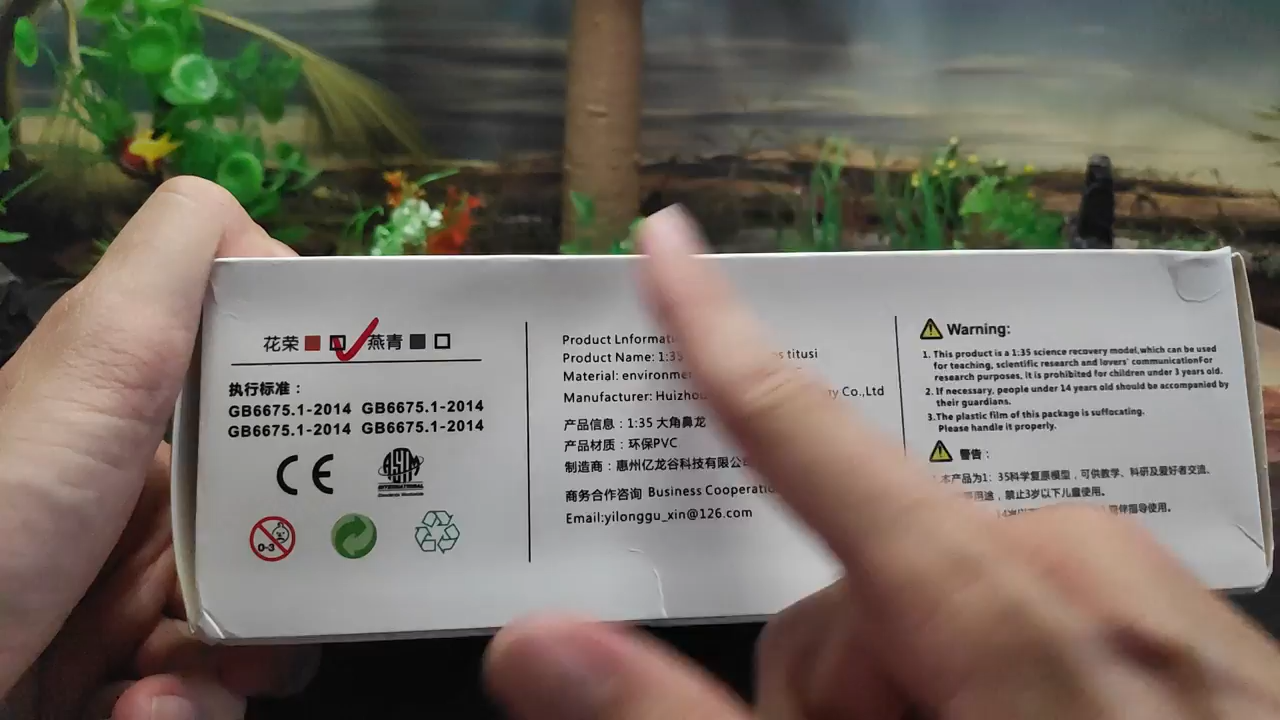 花荣 燕青
执行标准：
GB6675.1-2014 GB6675.1-2014
GB6675.1-2014 GB6675.1-2014
CE
ASTM
INTERNATIONAL
0-3
Product Lnformati
Product Name: 1:35 titusi
Material: environme
Manufacturer: Huizho Co.,Ltd
产品信息：1:35 大角鼻龙
产品材质：环保PVC
制造商：惠州亿龙谷科技有限公
商务合作咨询 Business Cooperatio
Email:yilonggu_xin@126.com
Warning:
1. This product is a 1:35 science recovery model,which can be used
for teaching, scientific research and lovers' communicationFor
research purposes, it is prohibited for children under 3 years old.
2. If necessary, people under 14 years old should be accompanied by
their guardians.
3.The plastic film of this package is suffocating.
Please handle it properly.
警告：
本产品为1：35科学复原模型，可供教学、科研及爱好者交流、
用途，禁止3岁以下儿童使用。
陪伴指导使用。